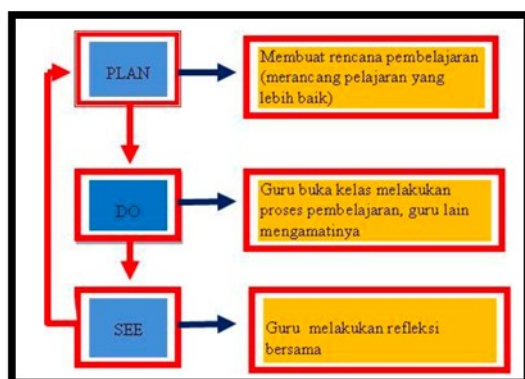 PLAN
Membuat rencana pembelajaran
(merancang pelajaran yang
lebih baik)
DO
Guru buka kelas melakukan
proses pembelajaran, guru lain
mengamatinya
SEE
Guru melakukan refleksi
bersama